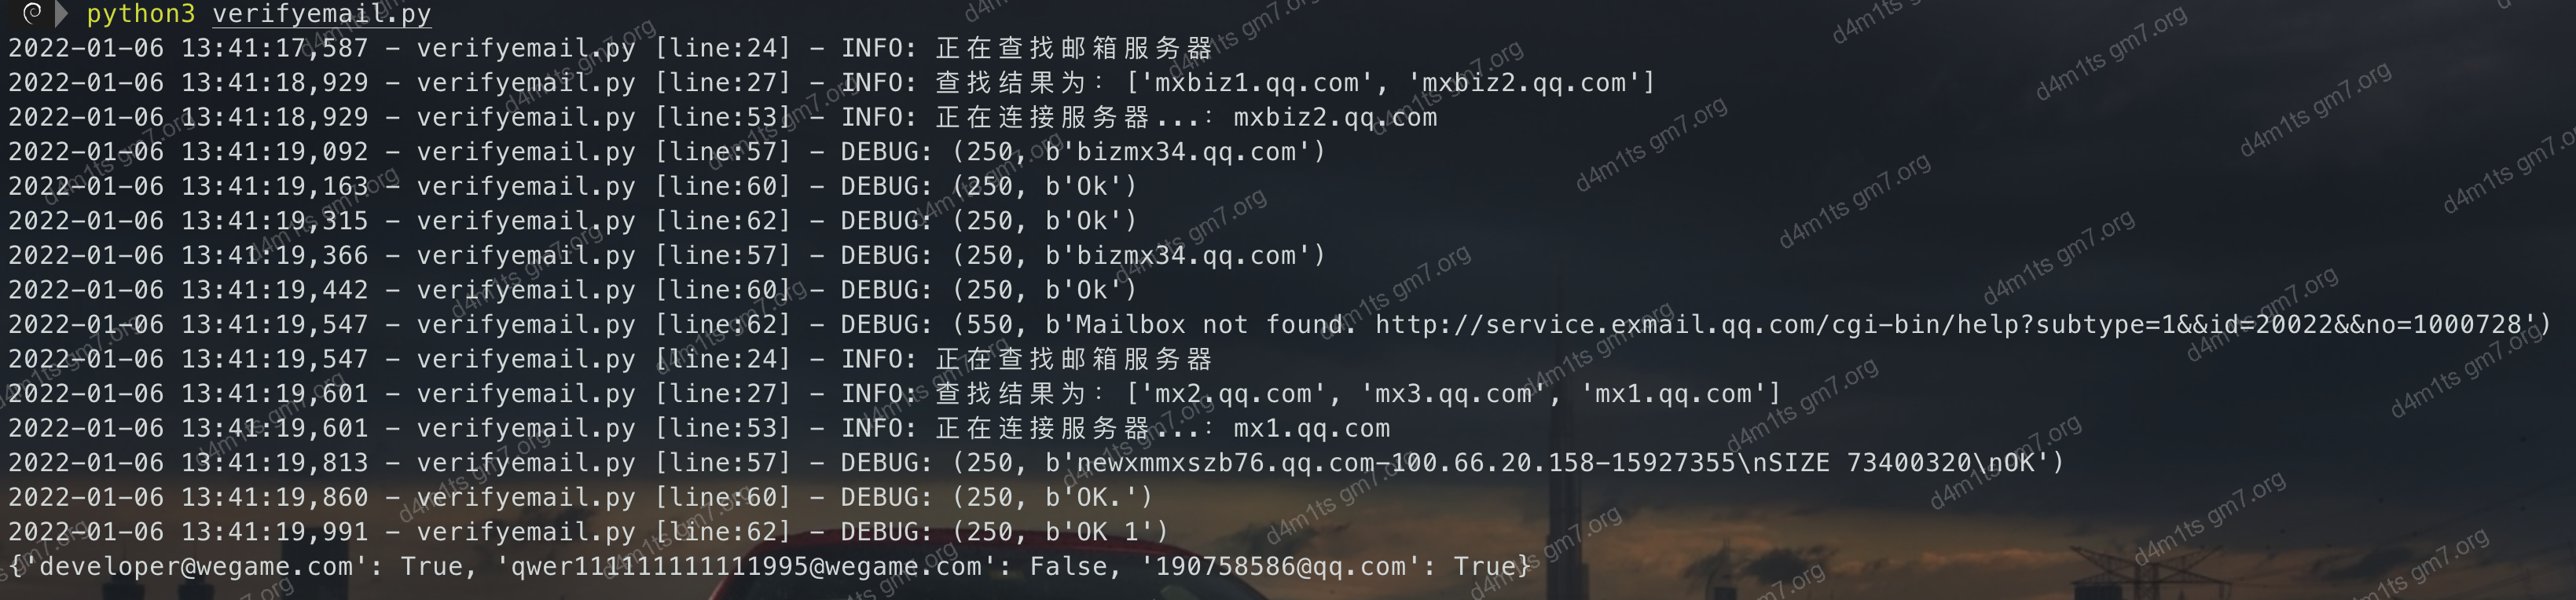 python3 verifyemail.py
2022-01-06 13:41:17,587 - verifyemail.py [line:24] - INFO: 正在查找邮箱服务器
2022-01-06 13:41:18,929 - verifyemail.py [line:27] - INFO: 查找结果为: ['mxbiz1.qq.com', 'mxbiz2.qq.com']
2022-01-06 13:41:18,929 - verifyemail.py [line:53] - INFO: 正在连接服务器...: mxbiz2.qq.com
2022-01-06 13:41:19,092 - verifyemail.py [line:57] - DEBUG: (250, b'bizmx34.qq.com')
2022-01-06 13:41:19,163 - verifyemail.py [line:60] - DEBUG: (250, b'Ok')
2022-01-06 13:41:19,315 - verifyemail.py [line:62] - DEBUG: (250, b'Ok')
2022-01-06 13:41:19,366 - verifyemail.py [line:57] - DEBUG: (250, b'bizmx34.qq.com')
2022-01-06 13:41:19,442 - verifyemail.py [line:60] - DEBUG: (250, b'Ok')
2022-01-06 13:41:19,547 - verifyemail.py [line:62] - DEBUG: (550, b'Mailbox not found. http://service.exmail.qq.com/cgi-bin/help?subtype=1&&id=20022&&no=1000728')
2022-01-06 13:41:19,547 - verifyemail.py [line:24] - INFO: 正在查找邮箱服务器
2022-01-06 13:41:19,601 - verifyemail.py [line:27] - INFO: 查找结果为: ['mx2.qq.com', 'mx3.qq.com', 'mx1.qq.com']
2022-01-06 13:41:19,601 - verifyemail.py [line:53] - INFO: 正在连接服务器...: mx1.qq.com
2022-01-06 13:41:19,813 - verifyemail.py [line:57] - DEBUG: (250, b'newxmmxszb76.qq.com-100.66.20.158-15927355\nSIZE 73400320\nOK')
2022-01-06 13:41:19,860 - verifyemail.py [line:60] - DEBUG: (250, b'OK.')
2022-01-06 13:41:19,991 - verifyemail.py [line:62] - DEBUG: (250, b'OK 1')
{'developer@wegame.com': True, 'qwer111111111111995@wegame.com': False, '190758586@qq.com': True}
d4m1ts gm7.org